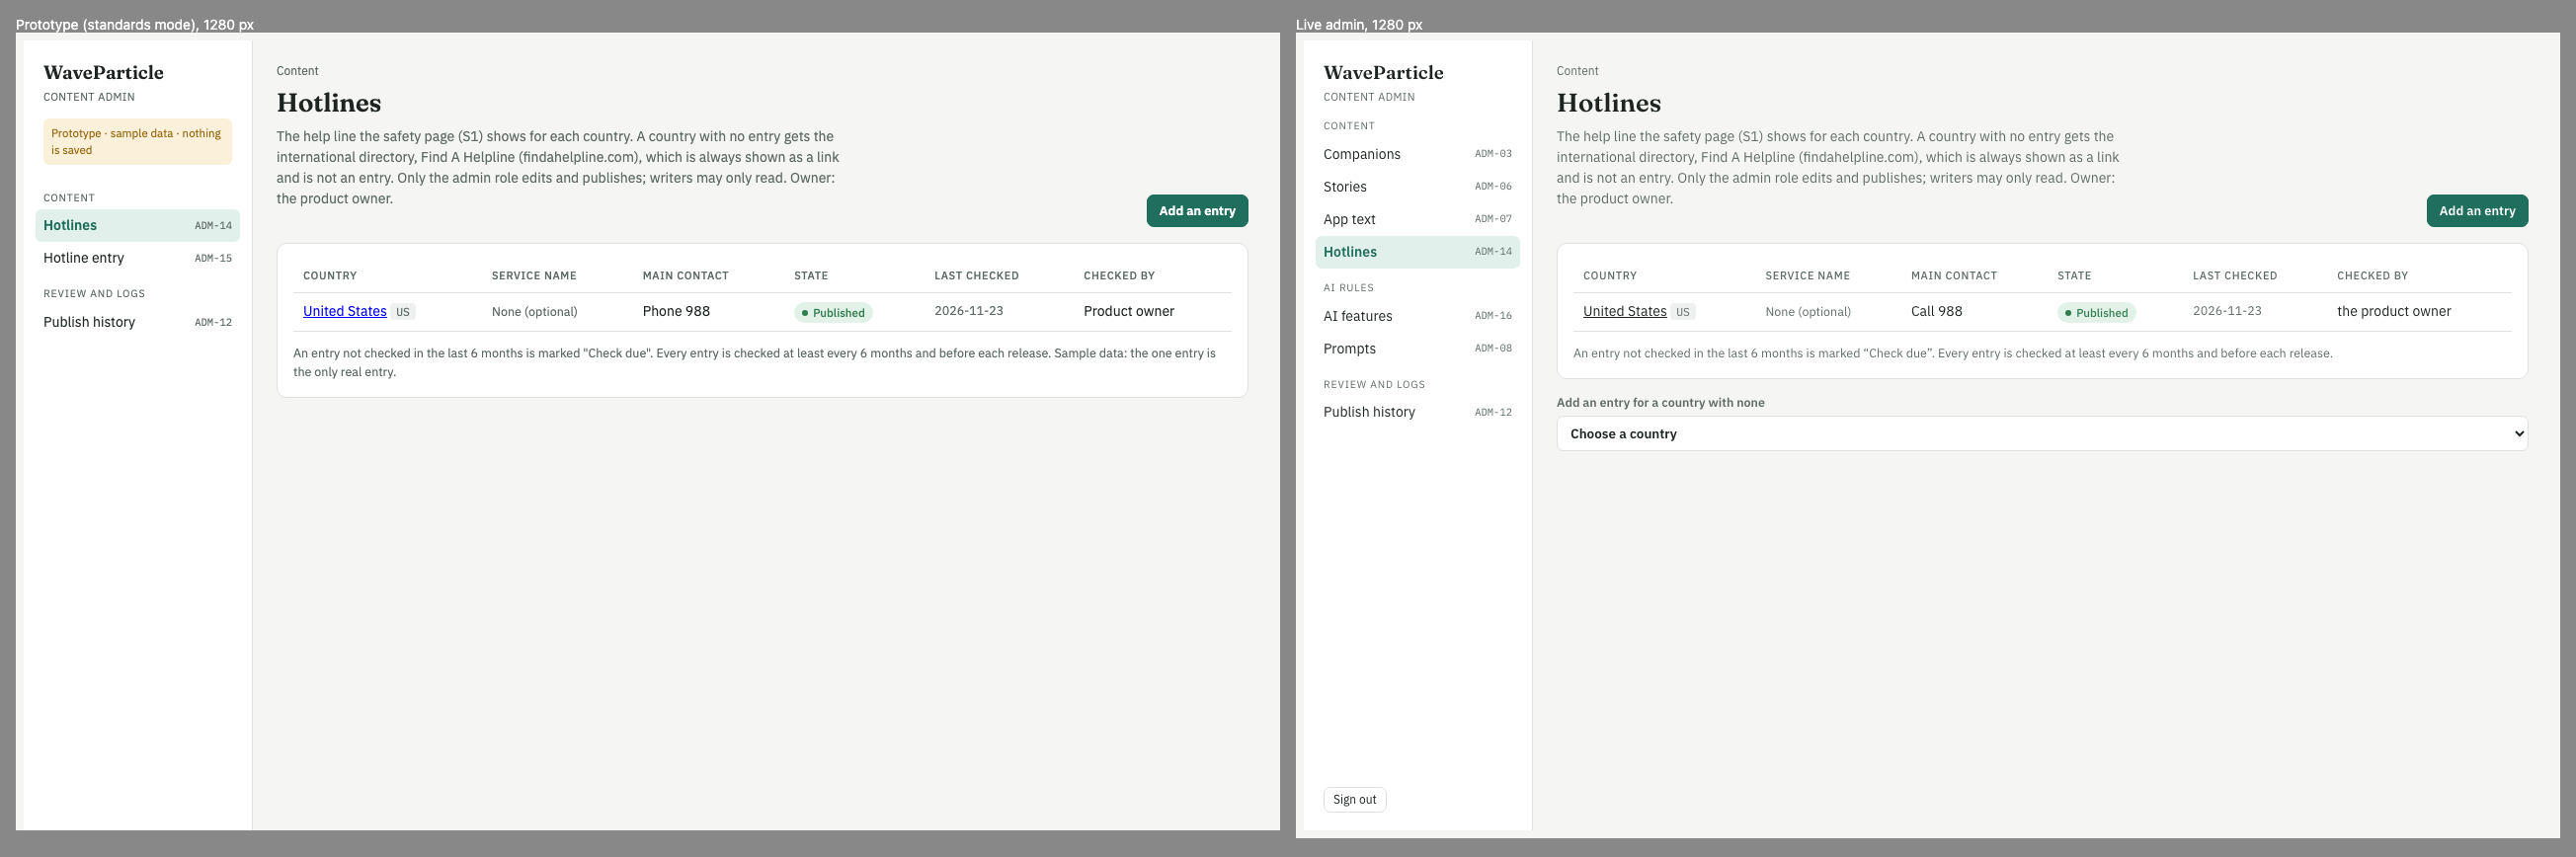 Prototype (standards mode), 1280 px
WaveParticle
CONTENT ADMIN
Prototype · sample data · nothing
is saved
CONTENT
Hotlines ADM-14
Hotline entry ADM-15
REVIEW AND LOGS
Publish history ADM-12
Content
Hotlines
The help line the safety page (S1) shows for each country. A country with no entry gets the
international directory, Find A Helpline (findahelpline.com), which is always shown as a link
and is not an entry. Only the admin role edits and publishes; writers may only read. Owner:
the product owner.
Add an entry
COUNTRY SERVICE NAME MAIN CONTACT STATE LAST CHECKED CHECKED BY
United States US None (optional) Phone 988 Published 2026-11-23 Product owner
An entry not checked in the last 6 months is marked "Check due". Every entry is checked at least every 6 months and before each release. Sample data: the one entry is
the only real entry.
Live admin, 1280 px
WaveParticle
CONTENT ADMIN
CONTENT
Companions ADM-03
Stories ADM-06
App text ADM-07
Hotlines ADM-14
AI RULES
AI features ADM-16
Prompts ADM-08
REVIEW AND LOGS
Publish history ADM-12
Sign out
Content
Hotlines
The help line the safety page (S1) shows for each country. A country with no entry gets the
international directory, Find A Helpline (findahelpline.com), which is always shown as a link
and is not an entry. Only the admin role edits and publishes; writers may only read. Owner:
the product owner.
Add an entry
COUNTRY SERVICE NAME MAIN CONTACT STATE LAST CHECKED CHECKED BY
United States US None (optional) Call 988 Published 2026-11-23 the product owner
An entry not checked in the last 6 months is marked “Check due”. Every entry is checked at least every 6 months and before each release.
Add an entry for a country with none
Choose a country